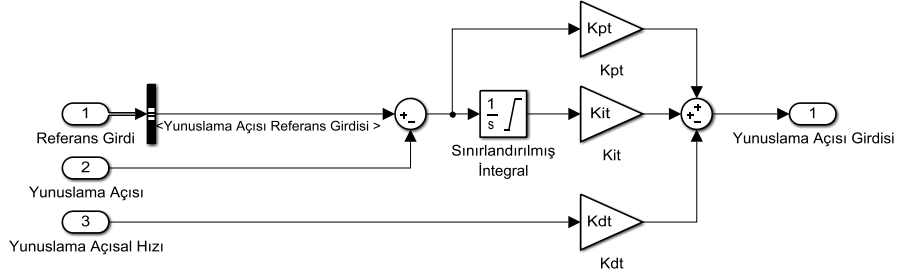 Kpt
Kpt
1
Referans Girdi
<Yunuslama Açısı Referans Girdisi >
+
−
1
s
Sınırlandırılmış
İntegral
Kit
Kit
+
+
−
1
Yunuslama Açısı Girdisi
2
Yunuslama Açısı
3
Yunuslama Açısal Hızı
Kdt
Kdt